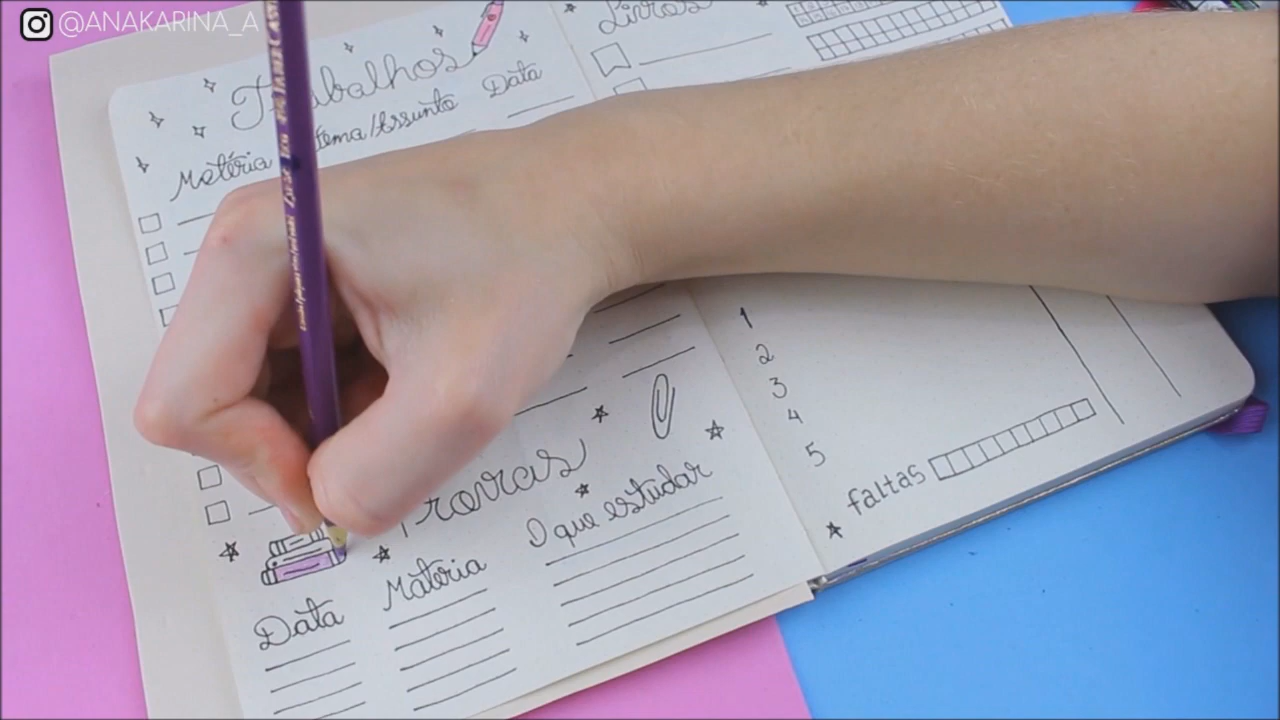 @ANAKARINA_A
Trabalhos
Matéria Tema/Assunto Data
Provas
Data Matéria O que estudar
Livros
1
2
3
4
5
faltas